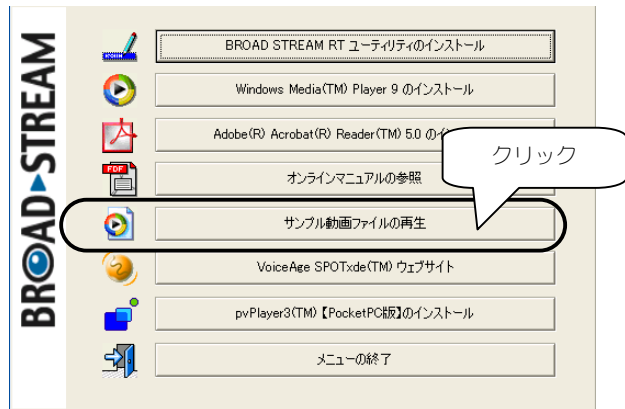 BROAD STREAM
BROAD STREAM RT ユーティリティのインストール
Windows Media(TM) Player 9 のインストール
Adobe(R) Acrobat(R) Reader(TM) 5.0 の
クリック
PDF
オンラインマニュアルの参照
サンプル動画ファイルの再生
VoiceAge SPOTxde(TM) ウェブサイト
pvPlayer3(TM) 【PocketPC版】のインストール
メニューの終了